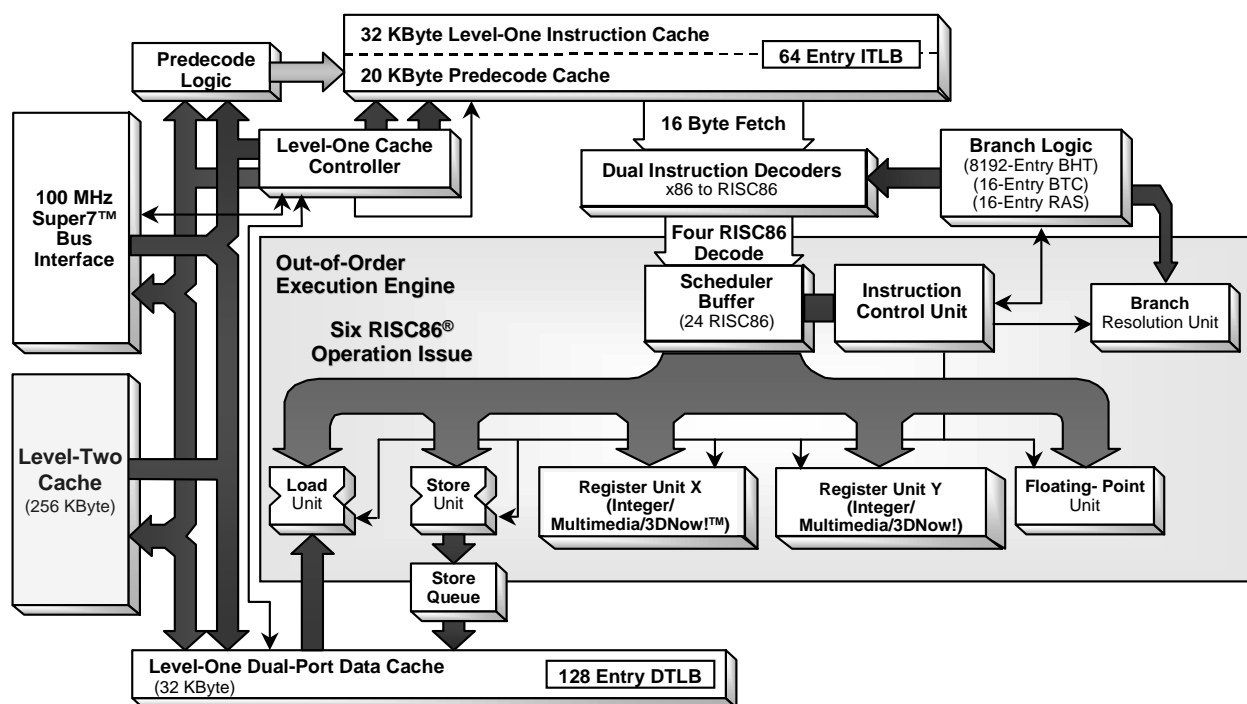 32 KByte Level-One Instruction Cache
64 Entry ITLB
20 KByte Predecode Cache
Predecode
Logic
16 Byte Fetch
Level-One Cache
Controller
Dual Instruction Decoders
x86 to RISC86
Branch Logic
(8192-Entry BHT)
(16-Entry BTC)
(16-Entry RAS)
100 MHz
Super7™
Bus
Interface
Four RISC86
Decode
Out-of-Order
Execution Engine
Scheduler
Buffer
(24 RISC86)
Instruction
Control Unit
Branch
Resolution Unit
Six RISC86®
Operation Issue
Level-Two
Cache
(256 KByte)
Load
Unit
Store
Unit
Register Unit X
(Integer/
Multimedia/3DNow!™)
Register Unit Y
(Integer/
Multimedia/3DNow!)
Floating- Point
Unit
Store
Queue
Level-One Dual-Port Data Cache
(32 KByte)
128 Entry DTLB